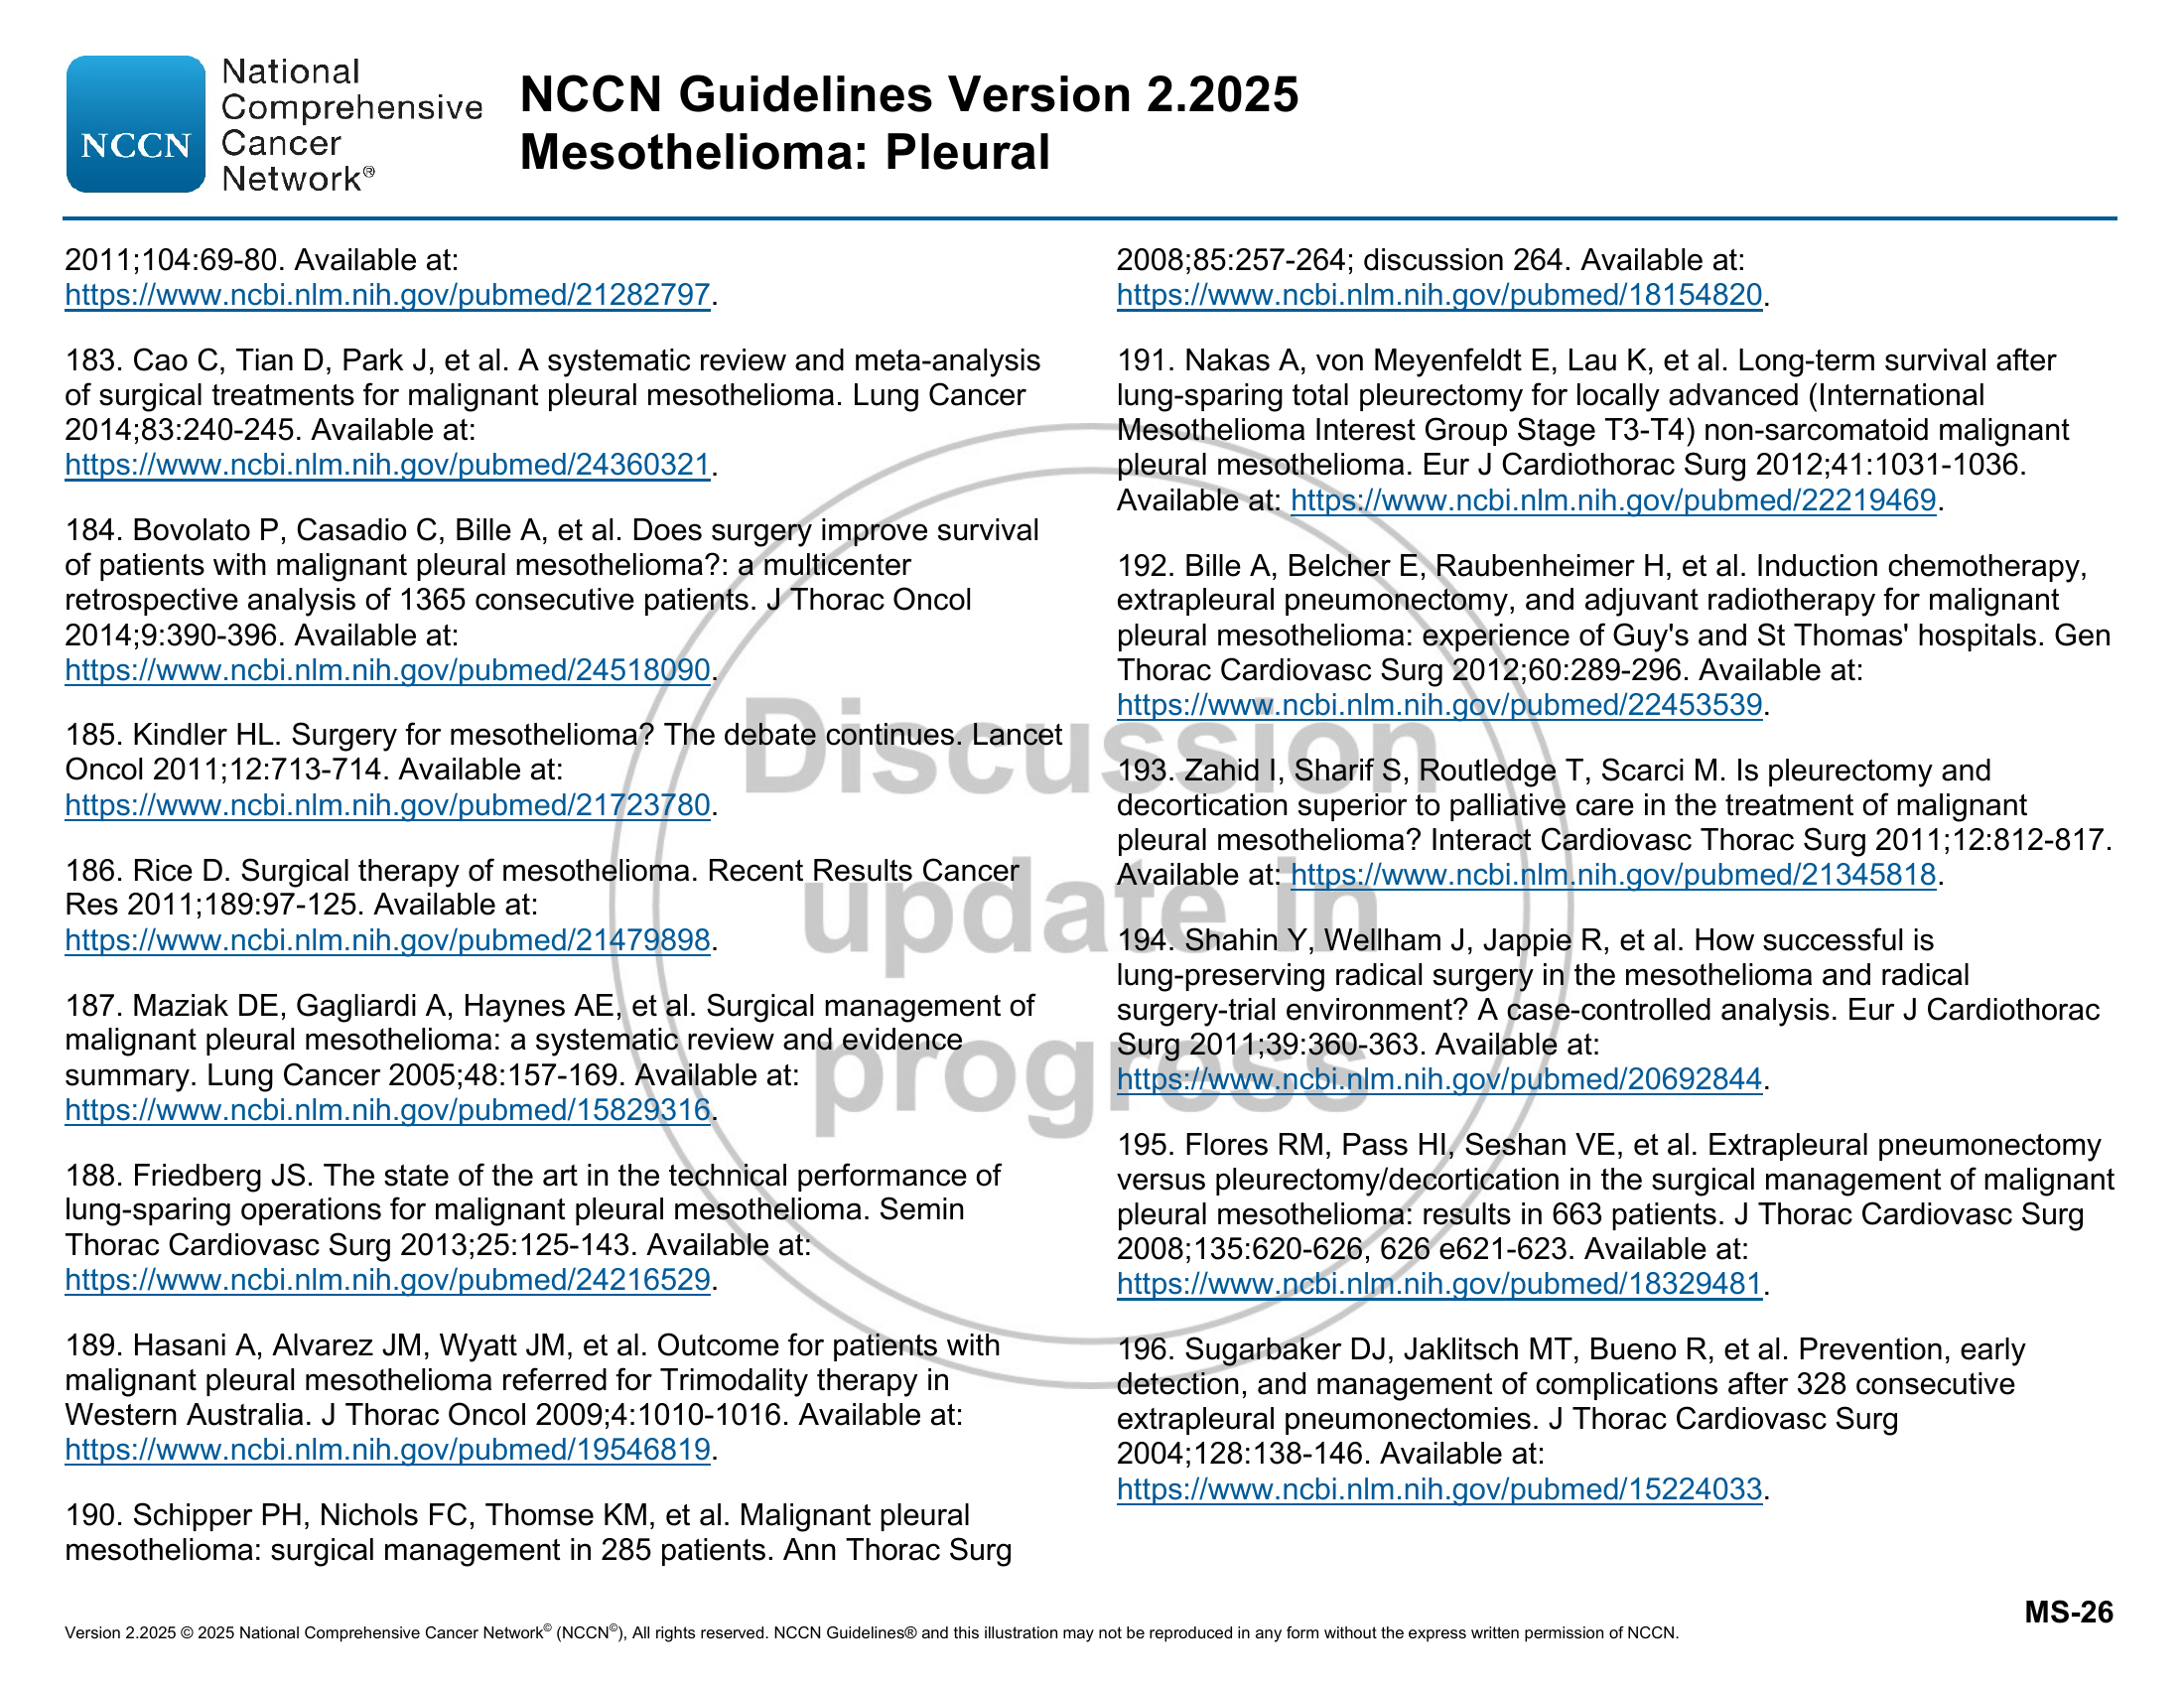 NCCN
National
Comprehensive
Cancer
Network®
NCCN Guidelines Version 2.2025
Mesothelioma: Pleural
2011;104:69-80. Available at:
https://www.ncbi.nlm.nih.gov/pubmed/21282797.
183. Cao C, Tian D, Park J, et al. A systematic review and meta-analysis
of surgical treatments for malignant pleural mesothelioma. Lung Cancer
2014;83:240-245. Available at:
https://www.ncbi.nlm.nih.gov/pubmed/24360321.
184. Bovolato P, Casadio C, Bille A, et al. Does surgery improve survival
of patients with malignant pleural mesothelioma?: a multicenter
retrospective analysis of 1365 consecutive patients. J Thorac Oncol
2014;9:390-396. Available at:
https://www.ncbi.nlm.nih.gov/pubmed/24518090.
185. Kindler HL. Surgery for mesothelioma? The debate continues. Lancet
Oncol 2011;12:713-714. Available at:
https://www.ncbi.nlm.nih.gov/pubmed/21723780.
186. Rice D. Surgical therapy of mesothelioma. Recent Results Cancer
Res 2011;189:97-125. Available at:
https://www.ncbi.nlm.nih.gov/pubmed/21479898.
187. Maziak DE, Gagliardi A, Haynes AE, et al. Surgical management of
malignant pleural mesothelioma: a systematic review and evidence
summary. Lung Cancer 2005;48:157-169. Available at:
https://www.ncbi.nlm.nih.gov/pubmed/15829316.
188. Friedberg JS. The state of the art in the technical performance of
lung-sparing operations for malignant pleural mesothelioma. Semin
Thorac Cardiovasc Surg 2013;25:125-143. Available at:
https://www.ncbi.nlm.nih.gov/pubmed/24216529.
189. Hasani A, Alvarez JM, Wyatt JM, et al. Outcome for patients with
malignant pleural mesothelioma referred for Trimodality therapy in
Western Australia. J Thorac Oncol 2009;4:1010-1016. Available at:
https://www.ncbi.nlm.nih.gov/pubmed/19546819.
190. Schipper PH, Nichols FC, Thomse KM, et al. Malignant pleural
mesothelioma: surgical management in 285 patients. Ann Thorac Surg
2008;85:257-264; discussion 264. Available at:
https://www.ncbi.nlm.nih.gov/pubmed/18154820.
191. Nakas A, von Meyenfeldt E, Lau K, et al. Long-term survival after
lung-sparing total pleurectomy for locally advanced (International
Mesothelioma Interest Group Stage T3-T4) non-sarcomatoid malignant
pleural mesothelioma. Eur J Cardiothorac Surg 2012;41:1031-1036.
Available at: https://www.ncbi.nlm.nih.gov/pubmed/22219469.
192. Bille A, Belcher E, Raubenheimer H, et al. Induction chemotherapy,
extrapleural pneumonectomy, and adjuvant radiotherapy for malignant
pleural mesothelioma: experience of Guy's and St Thomas' hospitals. Gen
Thorac Cardiovasc Surg 2012;60:289-296. Available at:
https://www.ncbi.nlm.nih.gov/pubmed/22453539.
193. Zahid I, Sharif S, Routledge T, Scarci M. Is pleurectomy and
decortication superior to palliative care in the treatment of malignant
pleural mesothelioma? Interact Cardiovasc Thorac Surg 2011;12:812-817.
Available at: https://www.ncbi.nlm.nih.gov/pubmed/21345818.
194. Shahin Y, Wellham J, Jappie R, et al. How successful is
lung-preserving radical surgery in the mesothelioma and radical
surgery-trial environment? A case-controlled analysis. Eur J Cardiothorac
Surg 2011;39:360-363. Available at:
https://www.ncbi.nlm.nih.gov/pubmed/20692844.
195. Flores RM, Pass HI, Seshan VE, et al. Extrapleural pneumonectomy
versus pleurectomy/decortication in the surgical management of malignant
pleural mesothelioma: results in 663 patients. J Thorac Cardiovasc Surg
2008;135:620-626, 626 e621-623. Available at:
https://www.ncbi.nlm.nih.gov/pubmed/18329481.
196. Sugarbaker DJ, Jaklitsch MT, Bueno R, et al. Prevention, early
detection, and management of complications after 328 consecutive
extrapleural pneumonectomies. J Thorac Cardiovasc Surg
2004;128:138-146. Available at:
https://www.ncbi.nlm.nih.gov/pubmed/15224033.
Discussion
update in
progress
MS-26
Version 2.2025 © 2025 National Comprehensive Cancer Network© (NCCN©), All rights reserved. NCCN Guidelines® and this illustration may not be reproduced in any form without the express written permission of NCCN.